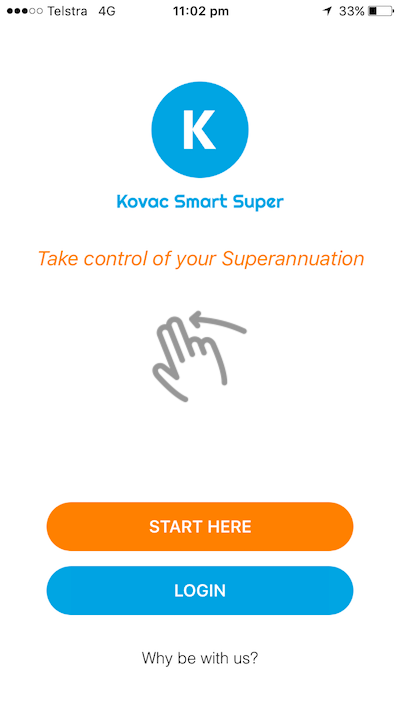 Telstra 4G 11:02 pm 33%
K
Kovac Smart Super
Take control of your Superannuation
START HERE
LOGIN
Why be with us?